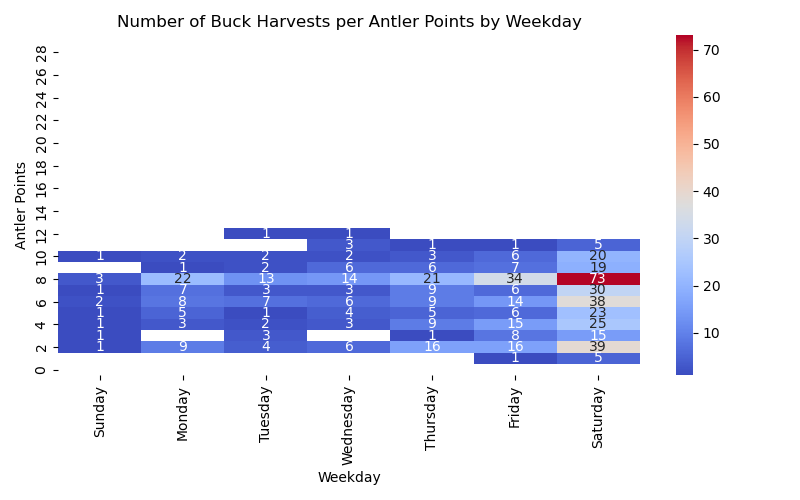 Number of Buck Harvests per Antler Points by Weekday
Antler Points
28
26
24
22
20
18
16
14
12
10
8
6
4
2
0
1 1
3 1 1 5
1 2 2 2 3 6 20
1 2 6 6 7 19
3 22 13 14 21 34 73
1 7 3 3 9 6 30
2 8 7 6 9 14 38
1 5 1 4 5 6 23
1 3 2 3 9 15 25
1 3 1 8 15
1 9 4 6 16 16 39
1 5
Sunday
Monday
Tuesday
Wednesday
Thursday
Friday
Saturday
Weekday
70
60
50
40
30
20
10